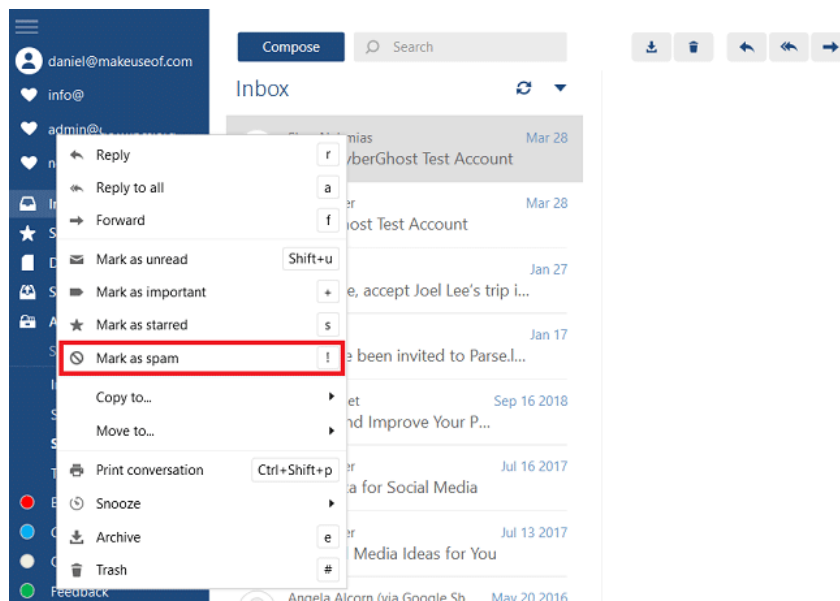 daniel@makeuseof.com
info@
admin@
Reply r
Reply to all a
Forward f
Mark as unread Shift+u
Mark as important +
Mark as starred s
Mark as spam !
Copy to...
Move to...
Print conversation Ctrl+Shift+p
Snooze
Archive e
Trash #
Feedback
Compose
Search
Inbox
Mar 28
yberGhost Test Account
Mar 28
ost Test Account
Jan 27
e, accept Joel Lee's trip i...
Jan 17
been invited to Parse.l...
Sep 16 2018
nd Improve Your P...
Jul 16 2017
a for Social Media
Jul 13 2017
Media Ideas for You
Angela Alcorn (via Google Sh... May 20 2016